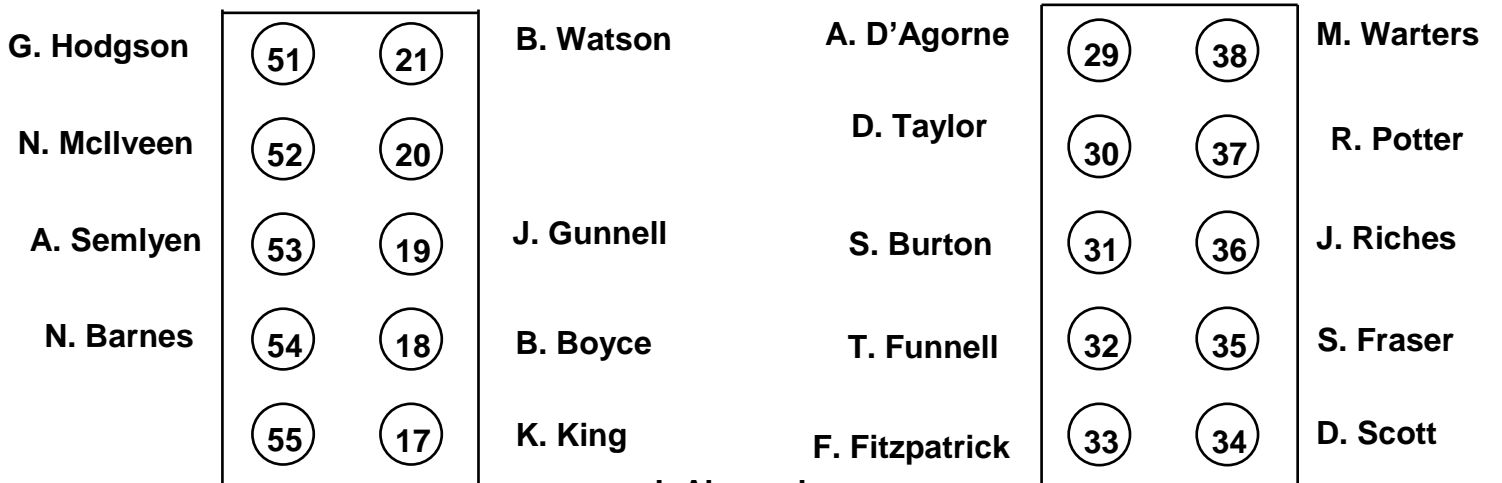 G. Hodgson 51 21 B. Watson A. D’Agorne 29 38 M. Warters
N. McIlveen 52 20 D. Taylor 30 37 R. Potter
A. Semlyen 53 19 J. Gunnell S. Burton 31 36 J. Riches
N. Barnes 54 18 B. Boyce T. Funnell 32 35 S. Fraser
55 17 K. King F. Fitzpatrick 33 34 D. Scott